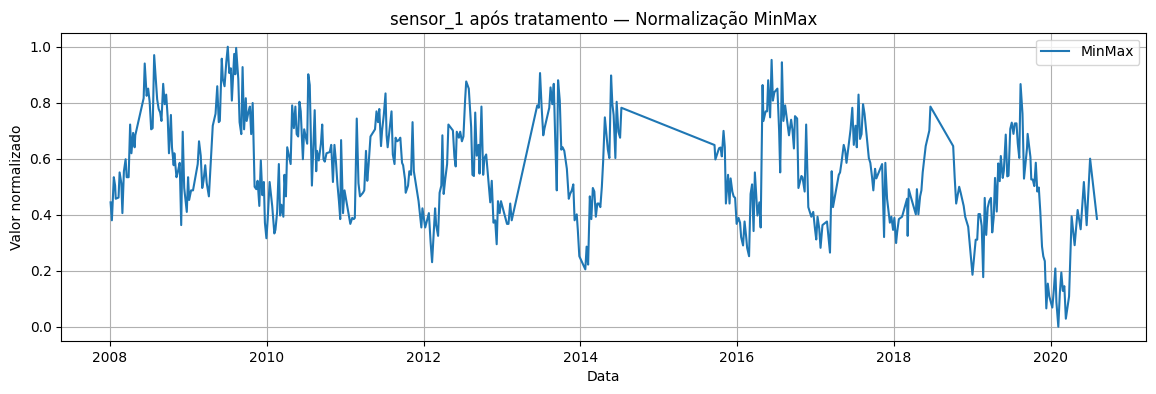 sensor_1 após tratamento — Normalização MinMax
MinMax
Valor normalizado
1.0
0.8
0.6
0.4
0.2
0.0
2008 2010 2012 2014 2016 2018 2020
Data